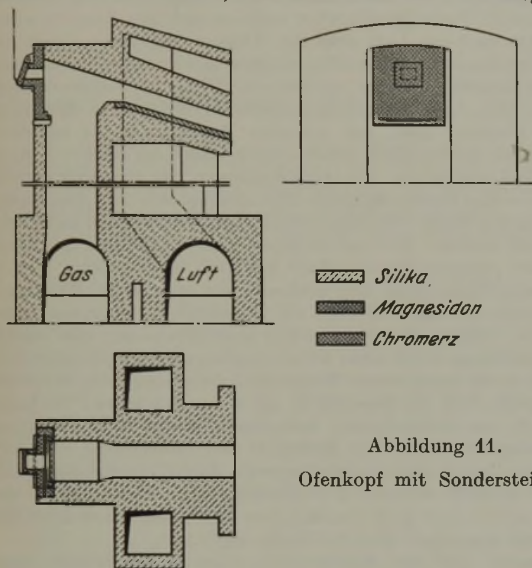 Gas
Luft
Silika
Magnesidon
Chromerz
Abbildung 11.
Ofenkopf mit Sonderstei